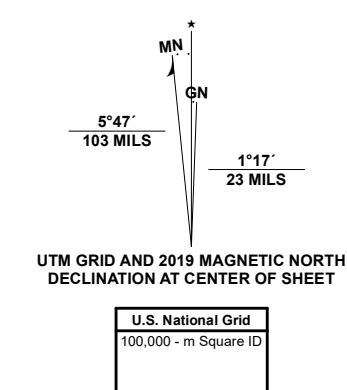 ★
MN
GN
5°47´
103 MILS
1°17´
23 MILS
UTM GRID AND 2019 MAGNETIC NORTH
DECLINATION AT CENTER OF SHEET
U.S. National Grid
100,000 - m Square ID